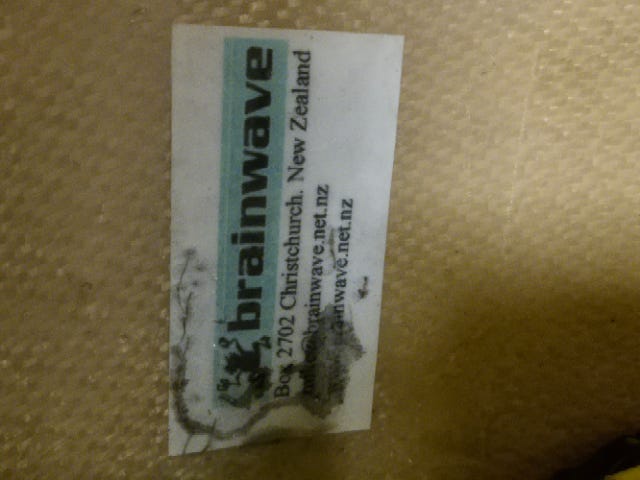 brainwave
Box 2702 Christchurch. New Zealand
@brainwave.net.nz
brainwave.net.nz